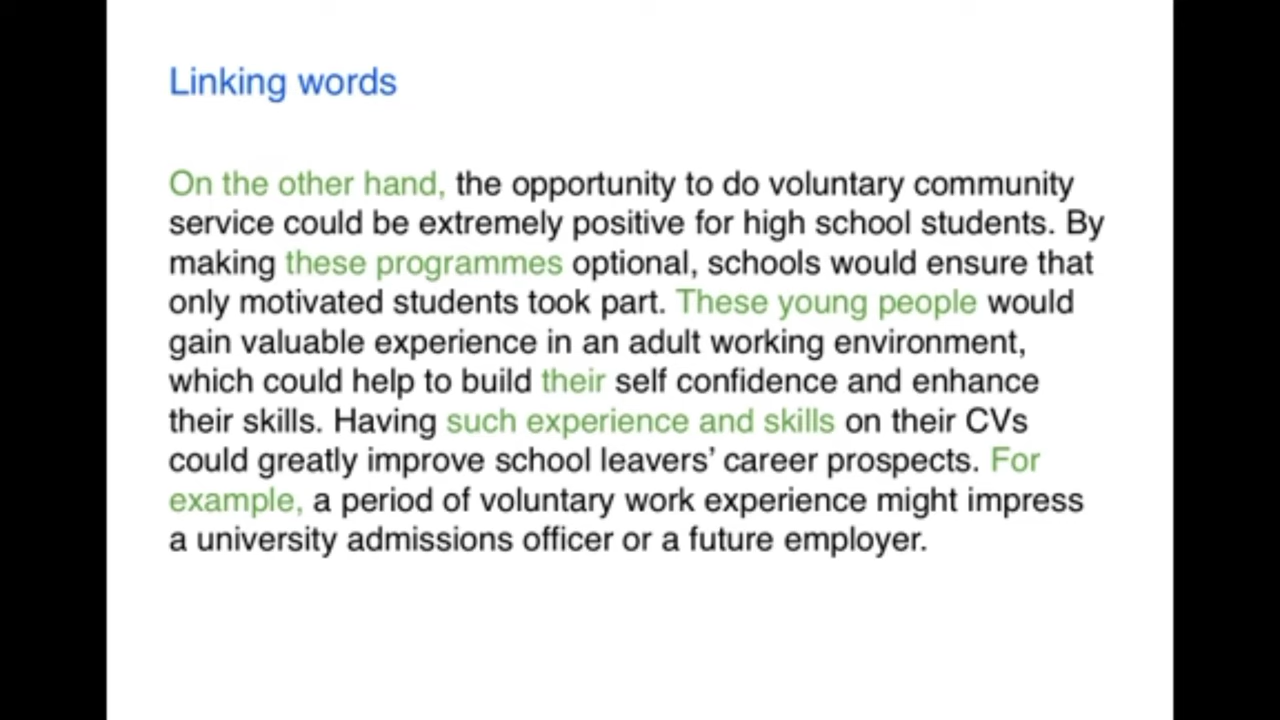 Linking words
On the other hand, the opportunity to do voluntary community
service could be extremely positive for high school students. By
making these programmes optional, schools would ensure that
only motivated students took part. These young people would
gain valuable experience in an adult working environment,
which could help to build their self confidence and enhance
their skills. Having such experience and skills on their CVs
could greatly improve school leavers’ career prospects. For
example, a period of voluntary work experience might impress
a university admissions officer or a future employer.